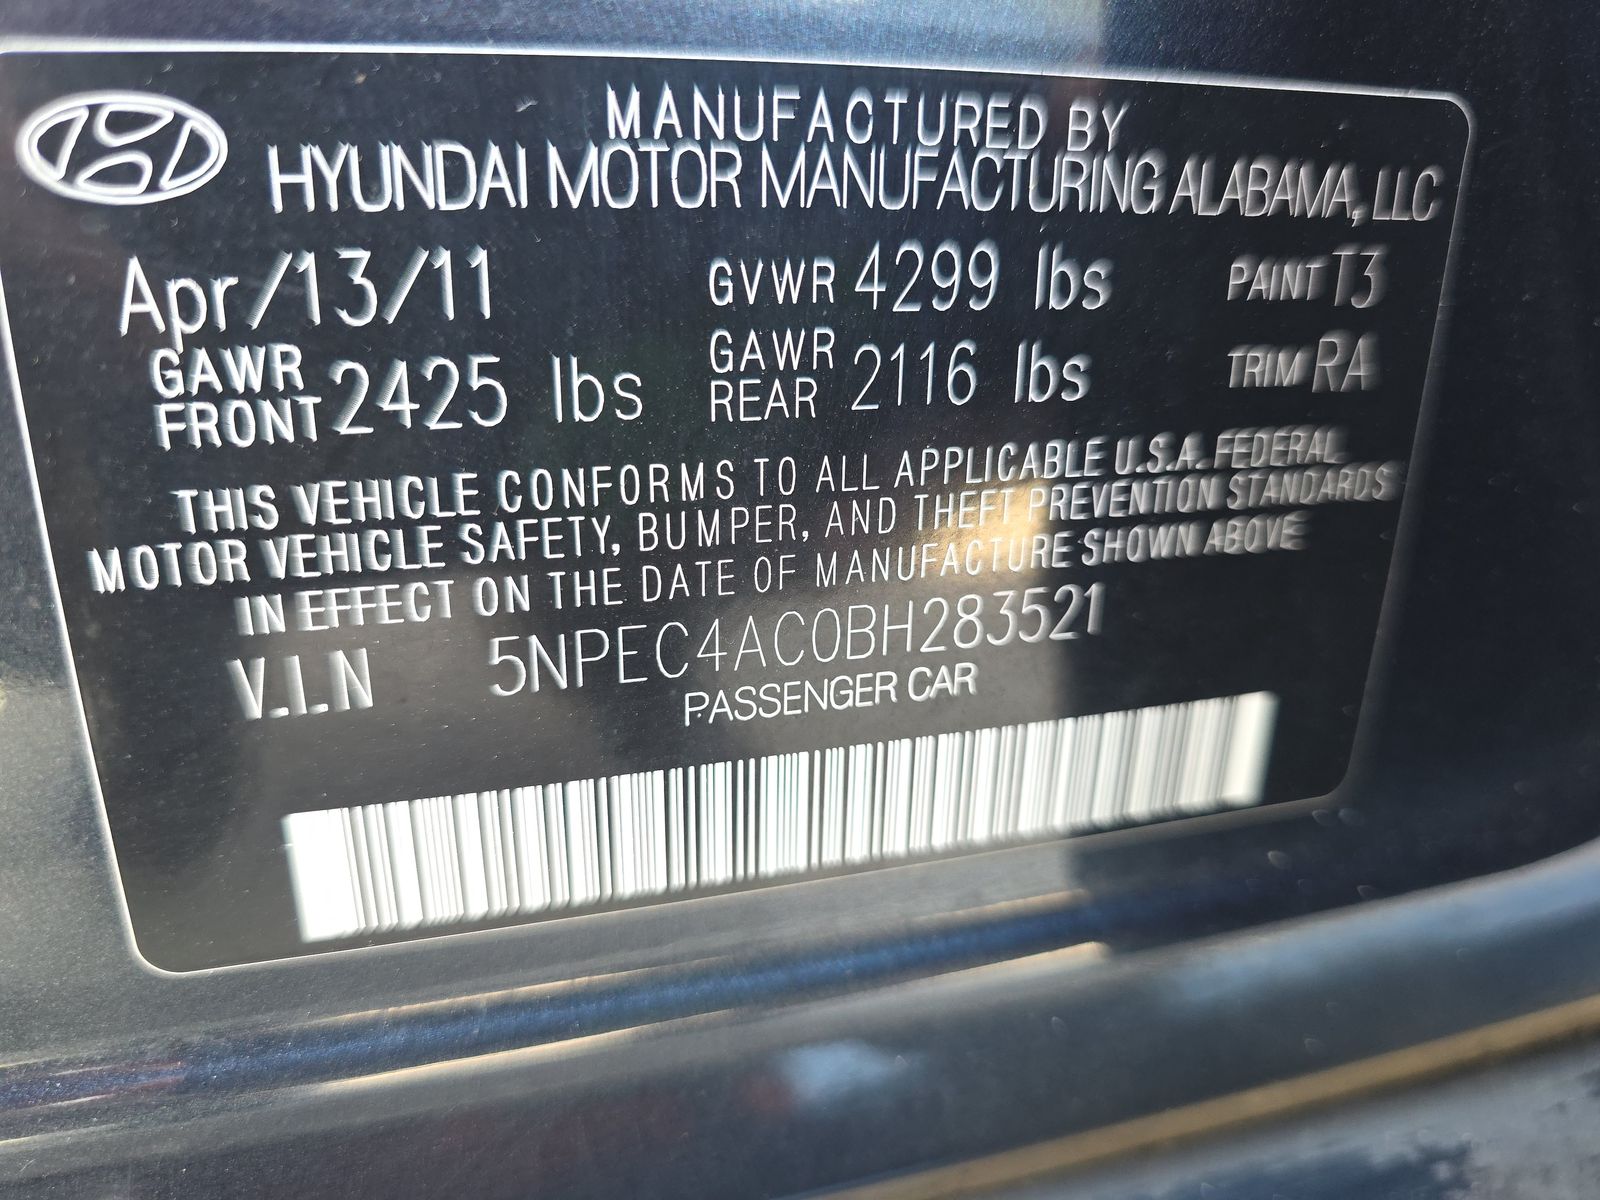 MANUFACTURED BY
HYUNDAI MOTOR MANUFACTURING ALABAMA, LLC
Apr/13/11 GVWR 4299 lbs PAINT T3
GAWR FRONT 2425 lbs GAWR REAR 2116 lbs TRIM RA
THIS VEHICLE CONFORMS TO ALL APPLICABLE U.S.A. FEDERAL
MOTOR VEHICLE SAFETY, BUMPER, AND THEFT PREVENTION STANDARDS
IN EFFECT ON THE DATE OF MANUFACTURE SHOWN ABOVE
V.I.N 5NPEC4AC0BH283521
PASSENGER CAR